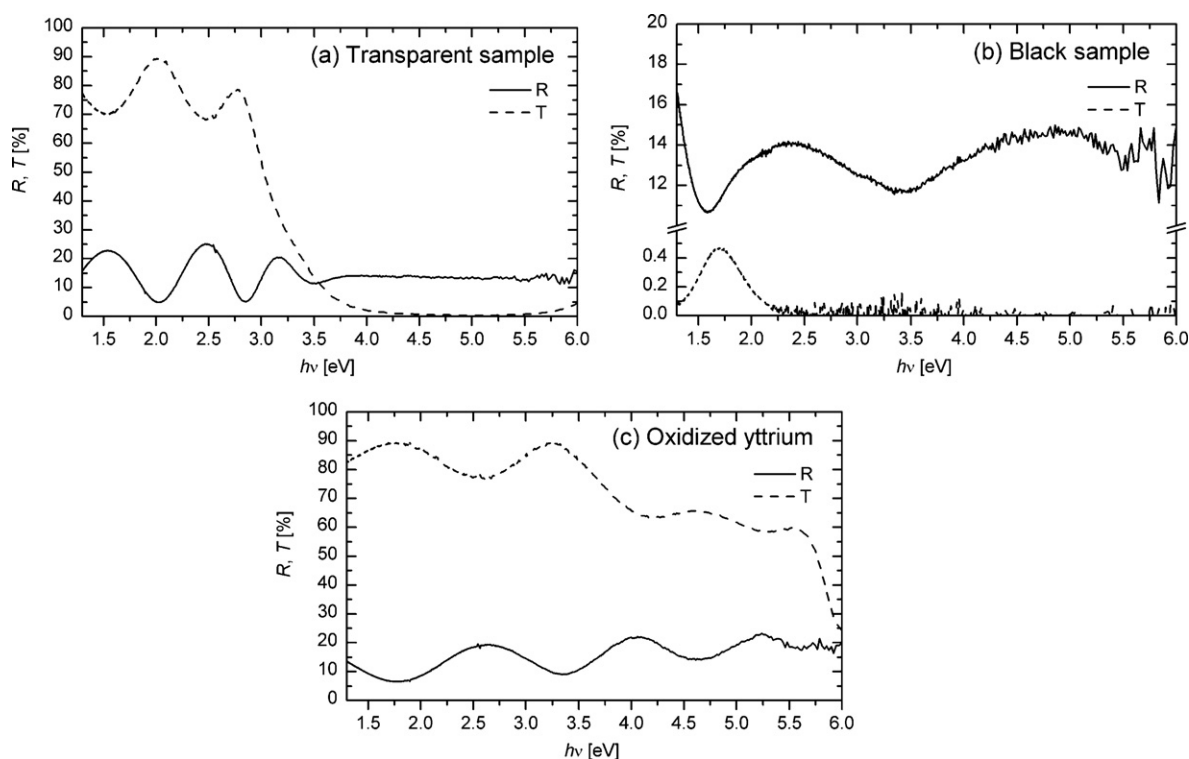 (a) Transparent sample
R
T
R, T [%]
100
90
80
70
60
50
40
30
20
10
0
1.5 2.0 2.5 3.0 3.5 4.0 4.5 5.0 5.5 6.0
hν [eV]
(b) Black sample
R
T
R, T [%]
20
18
16
14
12
0.4
0.2
0.0
1.5 2.0 2.5 3.0 3.5 4.0 4.5 5.0 5.5 6.0
hν [eV]
(c) Oxidized yttrium
R
T
R, T [%]
100
90
80
70
60
50
40
30
20
10
0
1.5 2.0 2.5 3.0 3.5 4.0 4.5 5.0 5.5 6.0
hν [eV]